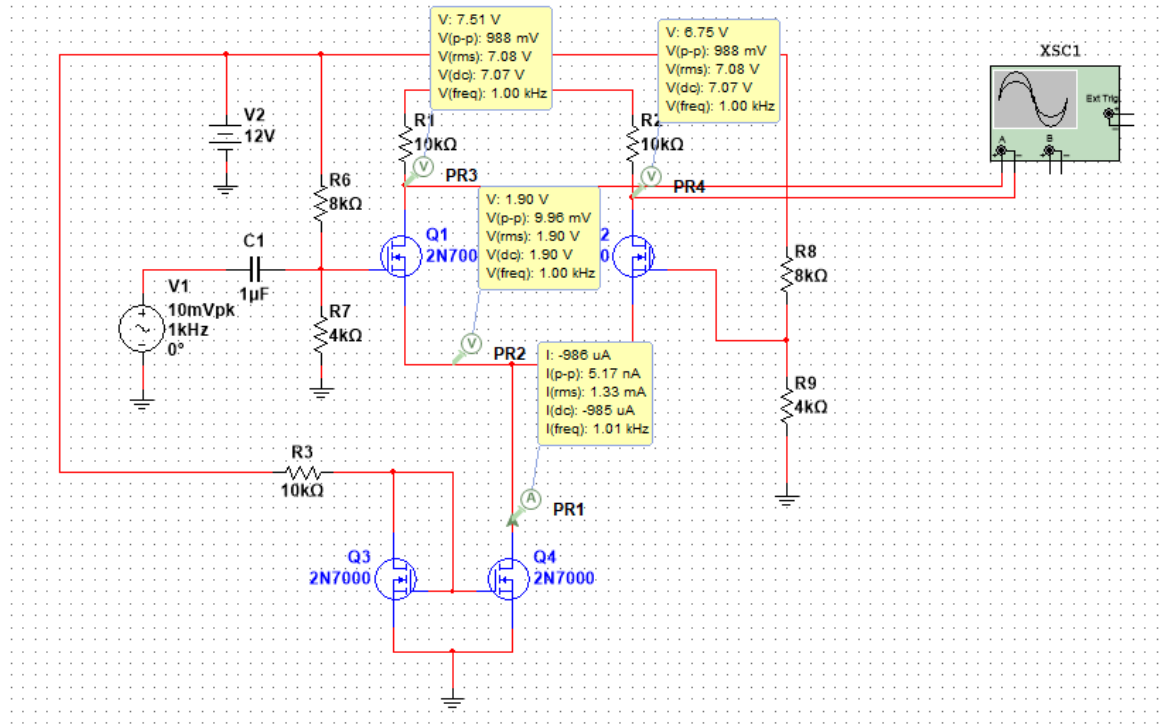 V: 7.51 V
V(p-p): 988 mV
V(rms): 7.08 V
V(dc): 7.07 V
V(freq): 1.00 kHz
V: 6.75 V
V(p-p): 988 mV
V(rms): 7.08 V
V(dc): 7.07 V
V(freq): 1.00 kHz
XSC1
Ext Trig
A
B
V2
12V
R1
10kΩ
R2
10kΩ
PR3
PR4
R6
8kΩ
V: 1.90 V
V(p-p): 9.96 mV
V(rms): 1.90 V
V(dc): 1.90 V
V(freq): 1.00 kHz
Q1
2N700
2
0
C1
1µF
V1
10mVpk
1kHz
0°
R7
4kΩ
R8
8kΩ
PR2
I: -986 uA
I(p-p): 5.17 nA
I(rms): 1.33 mA
I(dc): -985 uA
I(freq): 1.01 kHz
R9
4kΩ
R3
10kΩ
A
PR1
Q3
2N7000
Q4
2N7000
V
V
V